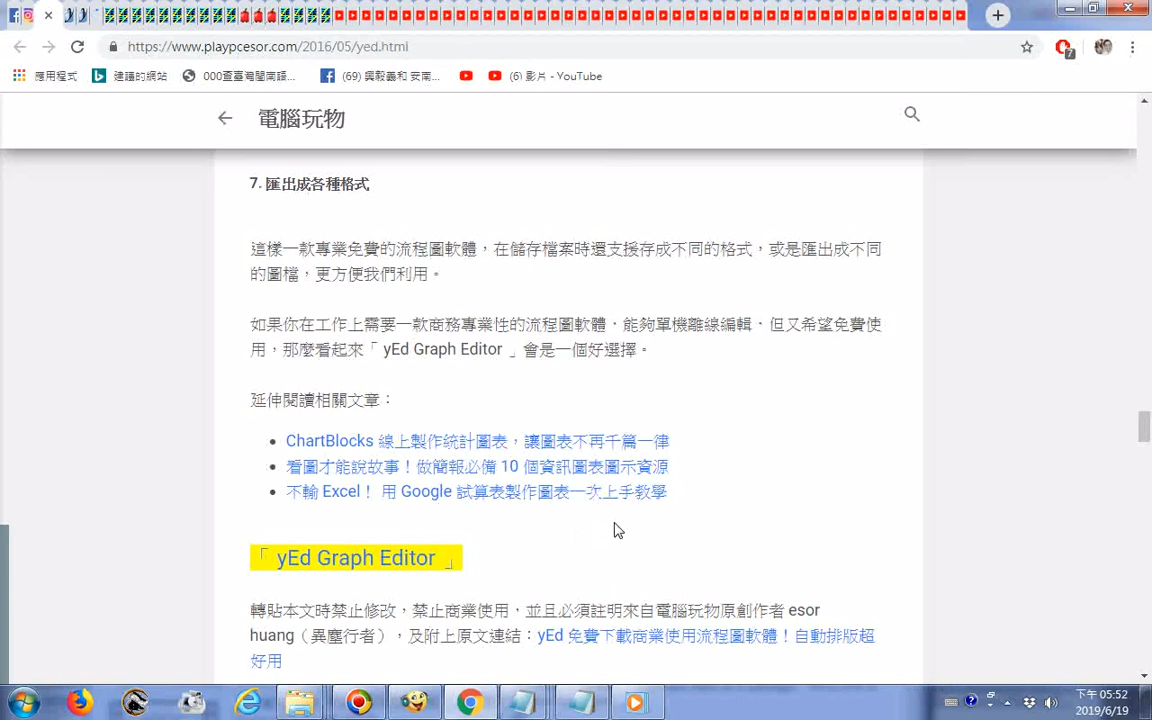 https://www.playpcesor.com/2016/05/yed.html
7
應用程式
建議的網站
000查臺灣閩南語...
(69) 興毅義和 安南...
(6) 影片 - YouTube
電腦玩物
7. 匯出成各種格式
這樣一款專業免費的流程圖軟體，在儲存檔案時還支援存成不同的格式，或是匯出成不同
的圖檔，更方便我們利用。
如果你在工作上需要一款商務專業性的流程圖軟體，能夠單機離線編輯，但又希望免費使
用，那麼看起來「 yEd Graph Editor 」會是一個好選擇。
延伸閱讀相關文章：
ChartBlocks 線上製作統計圖表，讓圖表不再千篇一律
看圖才能說故事！做簡報必備 10 個資訊圖表圖示資源
不輸 Excel！ 用 Google 試算表製作圖表一次上手教學
「 yEd Graph Editor 」
轉貼本文時禁止修改，禁止商業使用，並且必須註明來自電腦玩物原創作者 esor
huang（異塵行者），及附上原文連結：yEd 免費下載商業使用流程圖軟體！自動排版超
好用
下午 05:52
2019/6/19